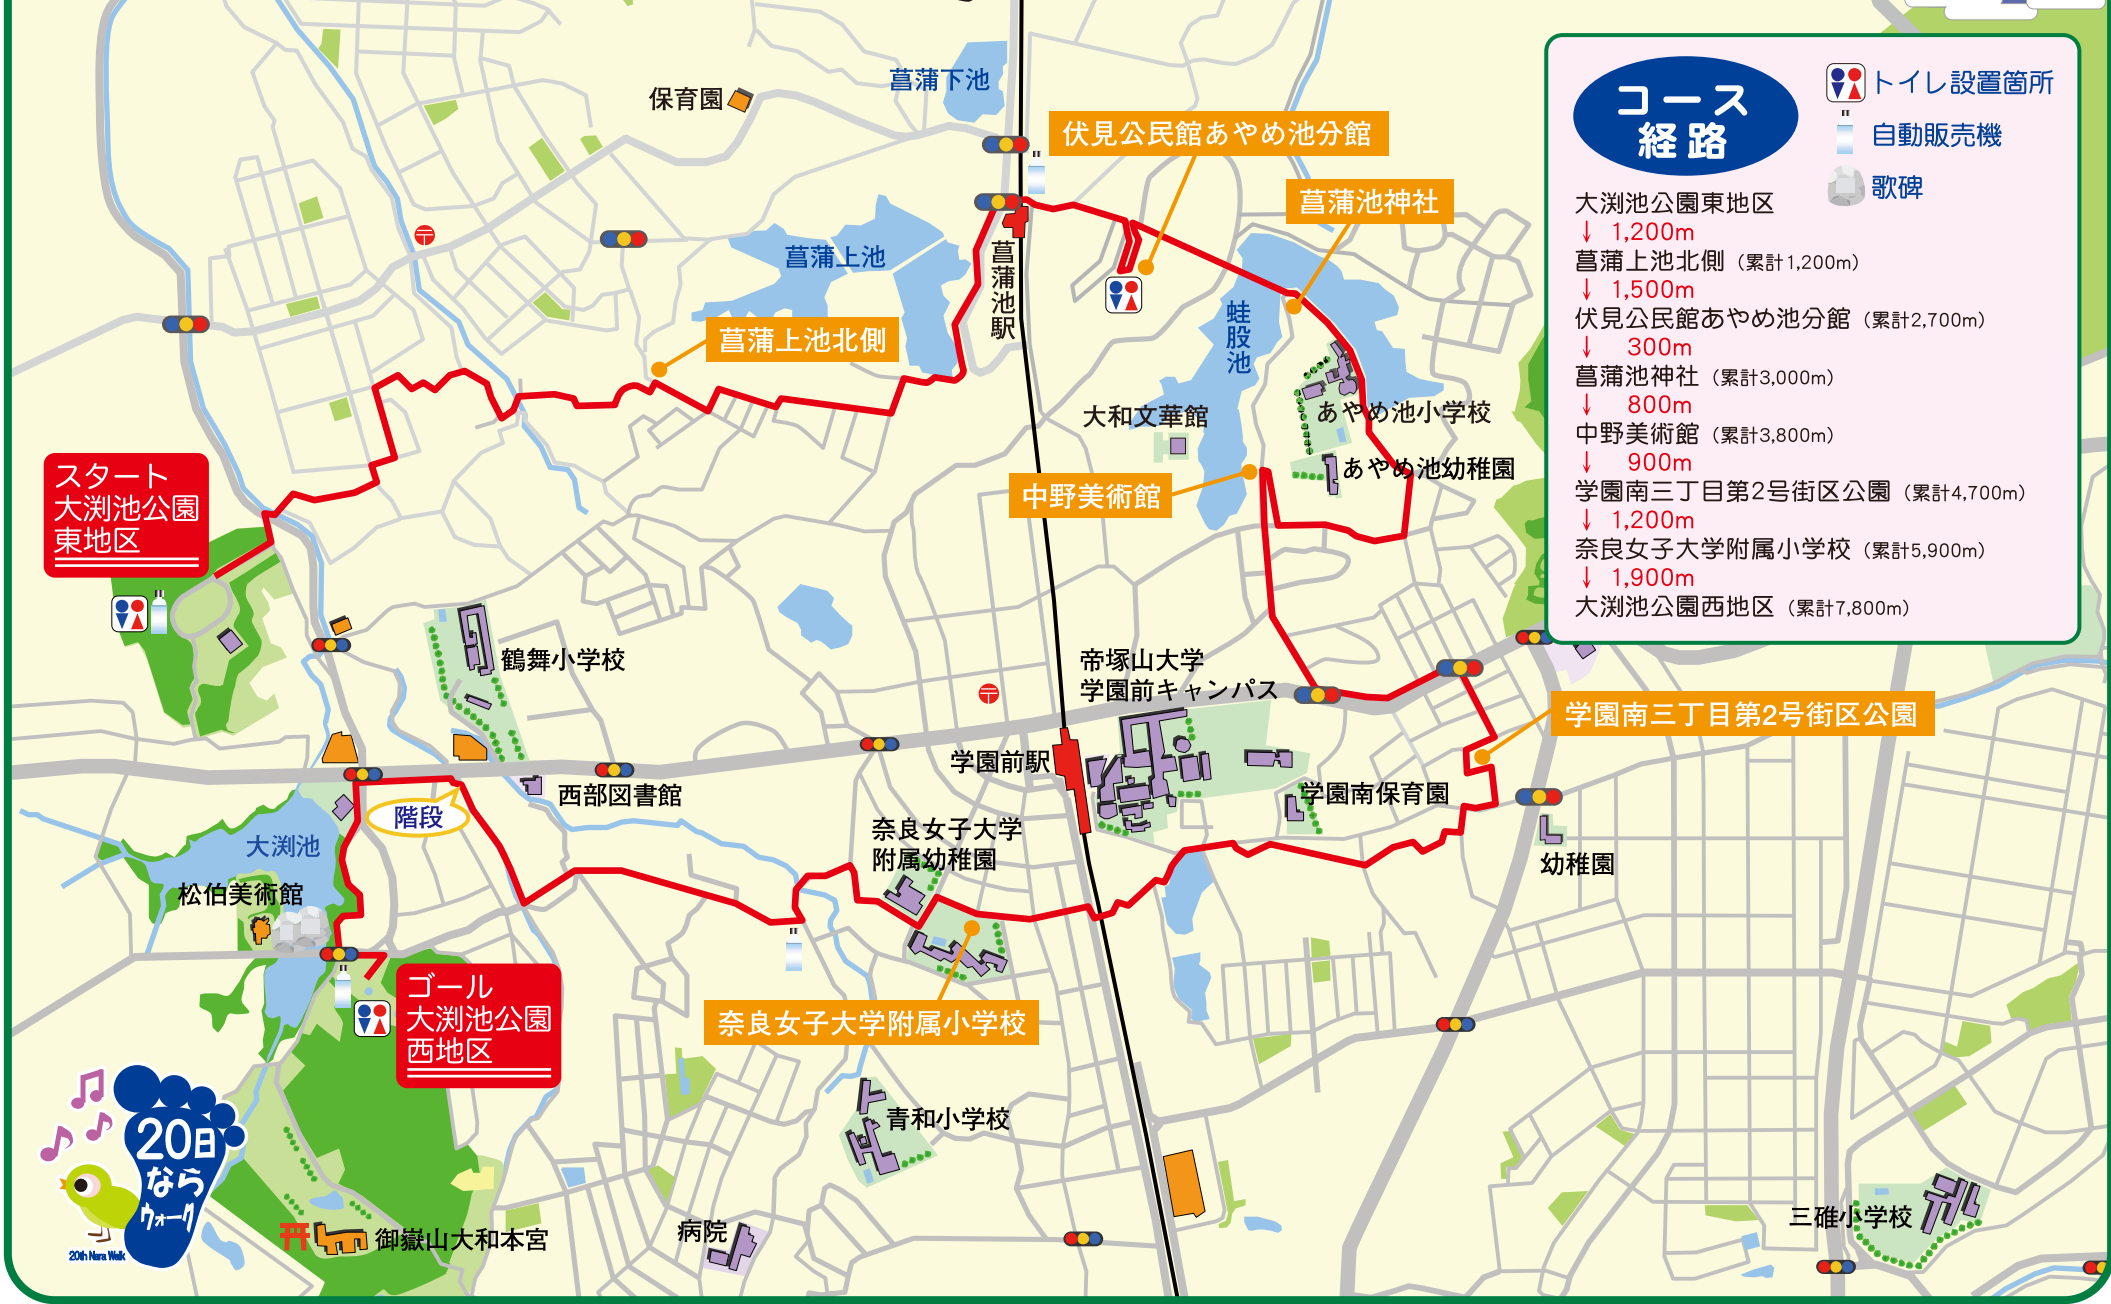 コース
経路
トイレ設置箇所
自動販売機
歌碑
大渕池公園東地区
↓ 1,200m
菖蒲上池北側（累計1,200m）
↓ 1,500m
伏見公民館あやめ池分館（累計2,700m）
↓ 300m
菖蒲池神社（累計3,000m）
↓ 800m
中野美術館（累計3,800m）
↓ 900m
学園南三丁目第2号街区公園（累計4,700m）
↓ 1,200m
奈良女子大学附属小学校（累計5,900m）
↓ 1,900m
大渕池公園西地区（累計7,800m）
菖蒲下池
保育園
伏見公民館あやめ池分館
菖蒲池神社
菖蒲上池
菖蒲池駅
蛙股池
菖蒲上池北側
大和文華館
あやめ池小学校
あやめ池幼稚園
中野美術館
スタート
大渕池公園
東地区
鶴舞小学校
帝塚山大学
学園前キャンパス
学園南三丁目第2号街区公園
学園前駅
西部図書館
学園南保育園
階段
大渕池
奈良女子大学
附属幼稚園
幼稚園
松伯美術館
ゴール
大渕池公園
西地区
奈良女子大学附属小学校
青和小学校
20日
なら
ウォーク
20th Nara Walk
御嶽山大和本宮
病院
三碓小学校